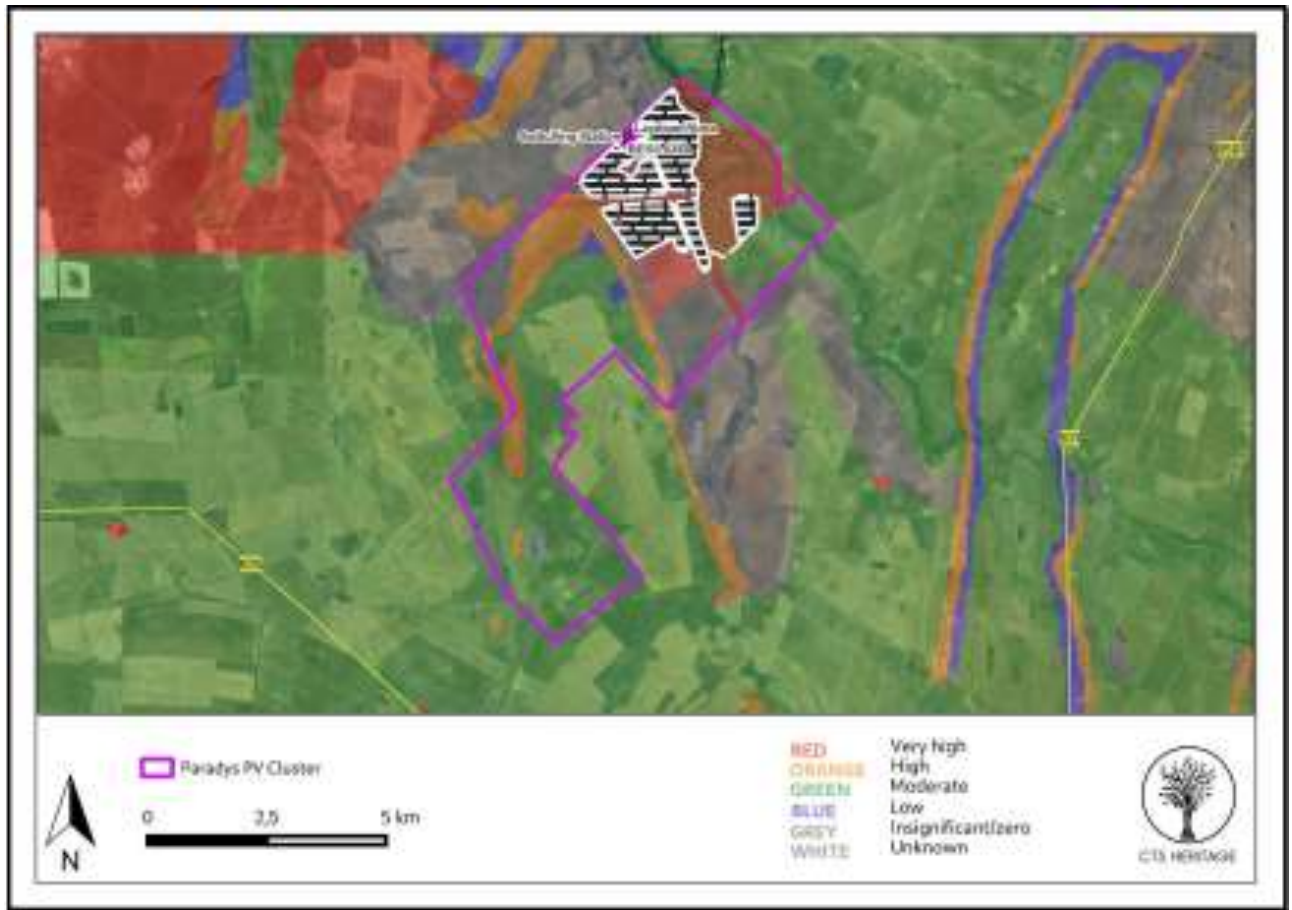 Paradys PV Cluster
0 2,5 5 km
N
RED Very high
ORANGE High
GREEN Moderate
BLUE Low
GREY Insignificant/zero
WHITE Unknown
CTS HERITAGE